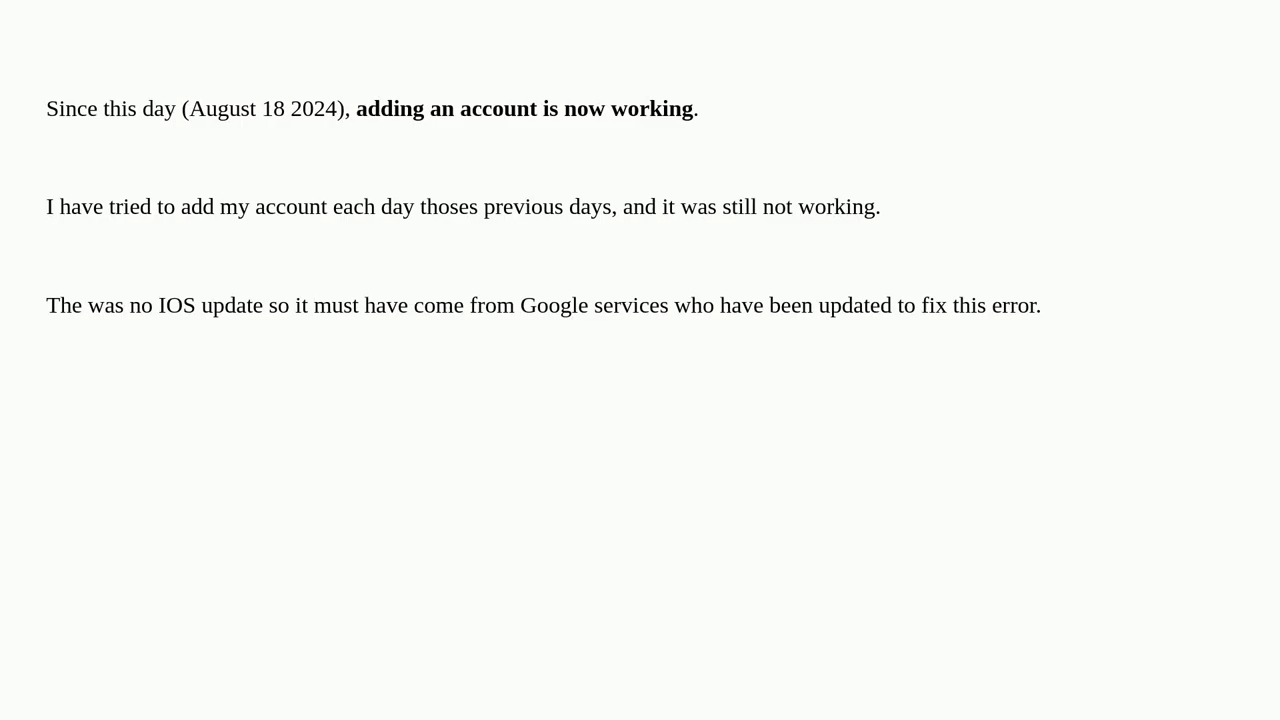 Since this day (August 18 2024), adding an account is now working.
I have tried to add my account each day thoses previous days, and it was still not working.
The was no IOS update so it must have come from Google services who have been updated to fix this error.